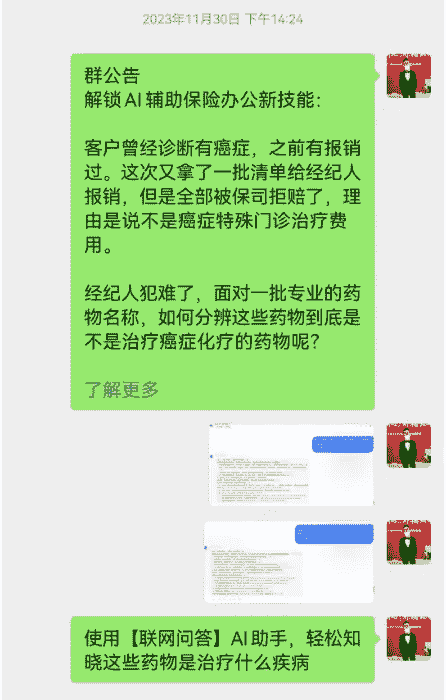 2023年11月30日 下午14:24
群公告
解锁AI辅助保险办公新技能：
客户曾经诊断有癌症，之前有报销
过。这次又拿了一批清单给经纪人
报销，但是全部被保司拒赔了，理
由是说不是癌症特殊门诊治疗费
用。
经纪人犯难了，面对一批专业的药
物名称，如何分辨这些药物到底是
不是治疗癌症化疗的药物呢？
了解更多
使用【联网问答】AI助手，轻松知
晓这些药物是治疗什么疾病